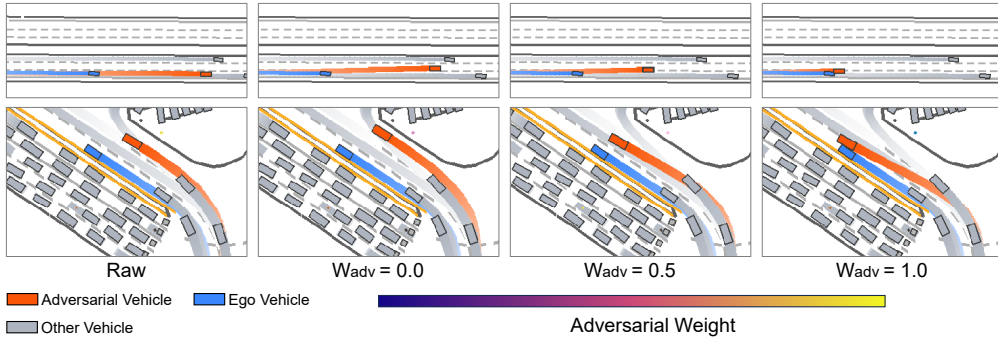 Raw
Wadv = 0.0
Wadv = 0.5
Wadv = 1.0
Adversarial Vehicle
Ego Vehicle
Other Vehicle
Adversarial Weight